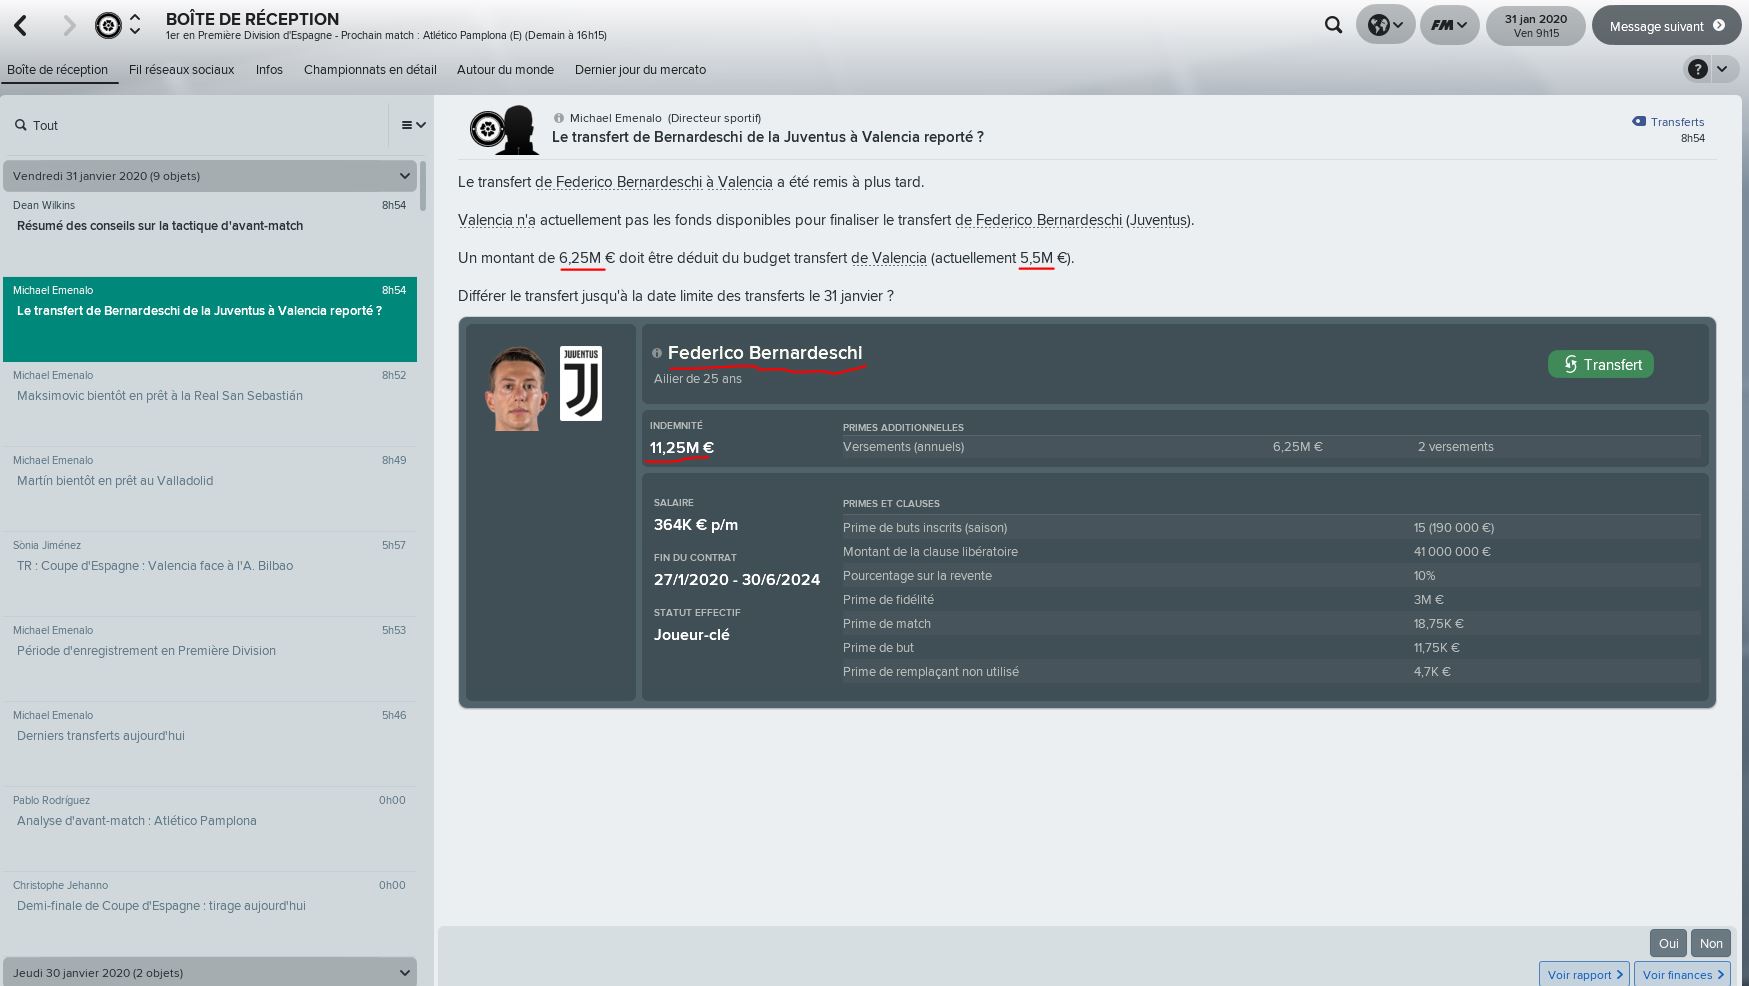 BOÎTE DE RÉCEPTION
1er en Première Division d'Espagne - Prochain match : Atlético Pamplona (E) (Demain à 16h15)
FM
31 jan 2020
Ven 9h15
Message suivant
Boîte de réception
Fil réseaux sociaux
Infos
Championnats en détail
Autour du monde
Dernier jour du mercato
?
Tout
Vendredi 31 janvier 2020 (9 objets)
Dean Wilkins 8h54
Résumé des conseils sur la tactique d'avant-match
Michael Emenalo 8h54
Le transfert de Bernardeschi de la Juventus à Valencia reporté ?
Michael Emenalo 8h52
Maksimovic bientôt en prêt à la Real San Sebastián
Michael Emenalo 8h49
Martín bientôt en prêt au Valladolid
Sònia Jiménez 5h57
TR : Coupe d'Espagne : Valencia face à l'A. Bilbao
Michael Emenalo 5h53
Période d'enregistrement en Première Division
Michael Emenalo 5h46
Derniers transferts aujourd'hui
Pablo Rodríguez 0h00
Analyse d'avant-match : Atlético Pamplona
Christophe Jehanno 0h00
Demi-finale de Coupe d'Espagne : tirage aujourd'hui
Jeudi 30 janvier 2020 (2 objets)
Michael Emenalo (Directeur sportif)
Le transfert de Bernardeschi de la Juventus à Valencia reporté ?
Transferts
8h54
Le transfert de Federico Bernardeschi à Valencia a été remis à plus tard.
Valencia n'a actuellement pas les fonds disponibles pour finaliser le transfert de Federico Bernardeschi (Juventus).
Un montant de 6,25M € doit être déduit du budget transfert de Valencia (actuellement 5,5M €).
Différer le transfert jusqu'à la date limite des transferts le 31 janvier ?
JUVENTUS
Federico Bernardeschi
Ailier de 25 ans
Transfert
INDEMNITÉ
11,25M €
PRIMES ADDITIONNELLES
Versements (annuels) 6,25M € 2 versements
SALAIRE
364K € p/m
FIN DU CONTRAT
27/1/2020 - 30/6/2024
STATUT EFFECTIF
Joueur-clé
PRIMES ET CLAUSES
Prime de buts inscrits (saison) 15 (190 000 €)
Montant de la clause libératoire 41 000 000 €
Pourcentage sur la revente 10%
Prime de fidélité 3M €
Prime de match 18,75K €
Prime de but 11,75K €
Prime de remplaçant non utilisé 4,7K €
Oui
Non
Voir rapport
Voir finances